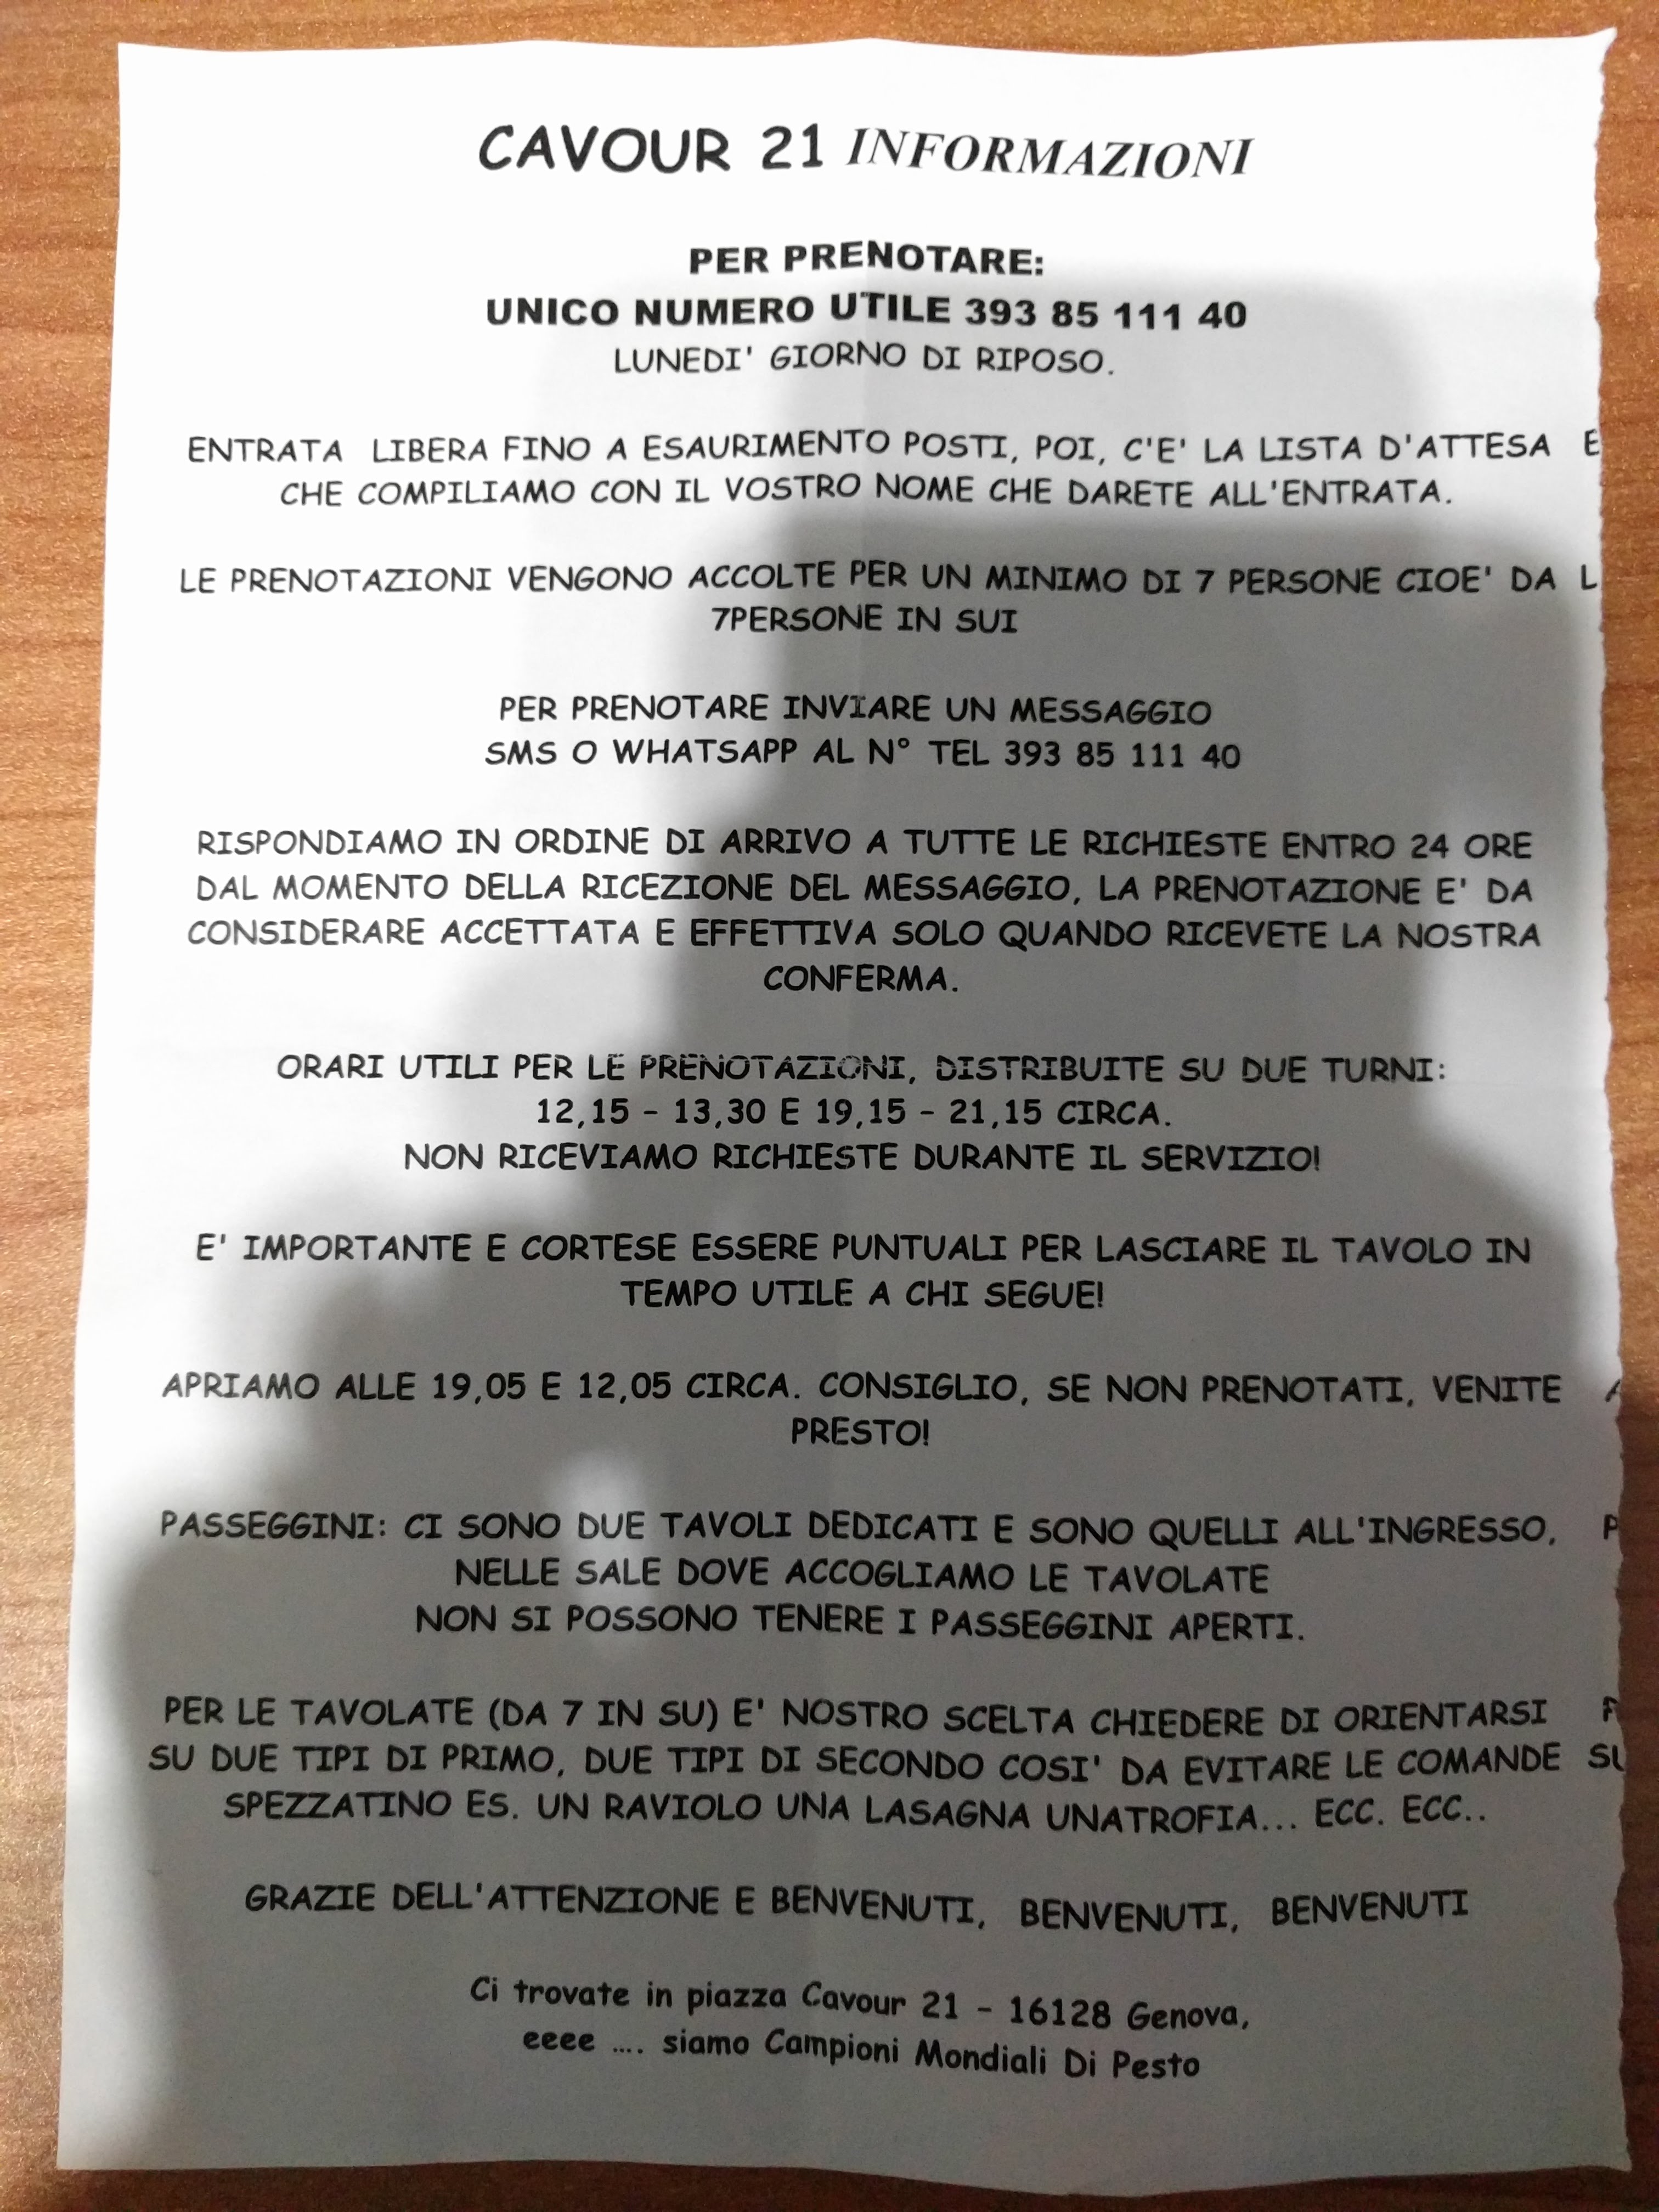 CAVOUR 21 INFORMAZIONI
PER PRENOTARE:
UNICO NUMERO UTILE 393 85 111 40
LUNEDI' GIORNO DI RIPOSO.
ENTRATA LIBERA FINO A ESAURIMENTO POSTI, POI, C'E' LA LISTA D'ATTESA E
CHE COMPILIAMO CON IL VOSTRO NOME CHE DARETE ALL'ENTRATA.
LE PRENOTAZIONI VENGONO ACCOLTE PER UN MINIMO DI 7 PERSONE CIOE' DA L
7PERSONE IN SUI
PER PRENOTARE INVIARE UN MESSAGGIO
SMS O WHATSAPP AL N° TEL 393 85 111 40
RISPONDIAMO IN ORDINE DI ARRIVO A TUTTE LE RICHIESTE ENTRO 24 ORE
DAL MOMENTO DELLA RICEZIONE DEL MESSAGGIO, LA PRENOTAZIONE E' DA
CONSIDERARE ACCETTATA E EFFETTIVA SOLO QUANDO RICEVETE LA NOSTRA
CONFERMA.
ORARI UTILI PER LE PRENOTAZIONI, DISTRIBUITE SU DUE TURNI:
12,15 - 13,30 E 19,15 - 21,15 CIRCA.
NON RICEVIAMO RICHIESTE DURANTE IL SERVIZIO!
E' IMPORTANTE E CORTESE ESSERE PUNTUALI PER LASCIARE IL TAVOLO IN
TEMPO UTILE A CHI SEGUE!
APRIAMO ALLE 19,05 E 12,05 CIRCA. CONSIGLIO, SE NON PRENOTATI, VENITE
PRESTO!
PASSEGGINI: CI SONO DUE TAVOLI DEDICATI E SONO QUELLI ALL'INGRESSO, P
NELLE SALE DOVE ACCOGLIAMO LE TAVOLATE
NON SI POSSONO TENERE I PASSEGGINI APERTI.
PER LE TAVOLATE (DA 7 IN SU) E' NOSTRO SCELTA CHIEDERE DI ORIENTARSI
SU DUE TIPI DI PRIMO, DUE TIPI DI SECONDO COSI' DA EVITARE LE COMANDE SU
SPEZZATINO ES. UN RAVIOLO UNA LASAGNA UNATROFIA... ECC. ECC..
GRAZIE DELL'ATTENZIONE E BENVENUTI, BENVENUTI, BENVENUTI
Ci trovate in piazza Cavour 21 - 16128 Genova,
eeee .... siamo Campioni Mondiali Di Pesto